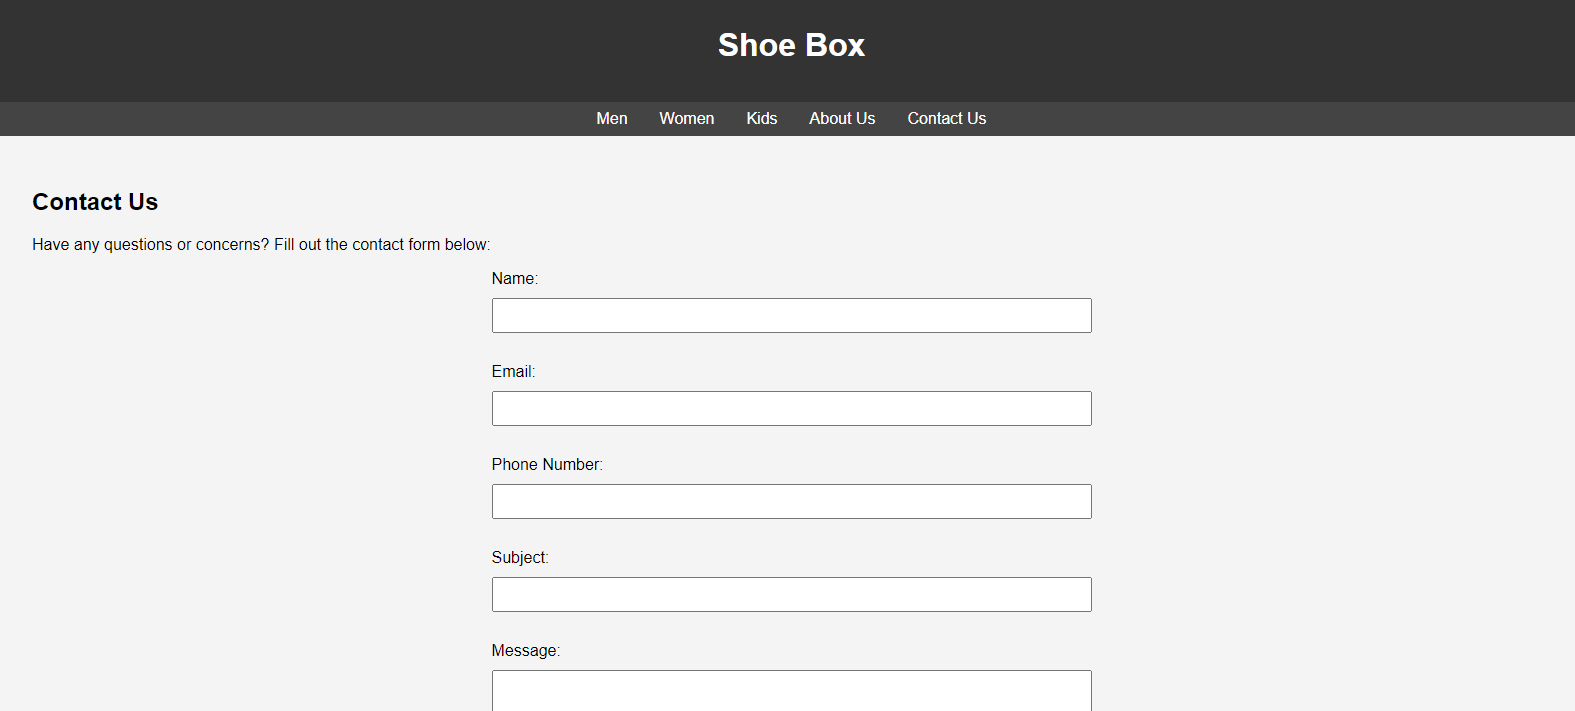 Shoe Box
Men Women Kids About Us Contact Us
Contact Us
Have any questions or concerns? Fill out the contact form below:
Name:
Email:
Phone Number:
Subject:
Message: